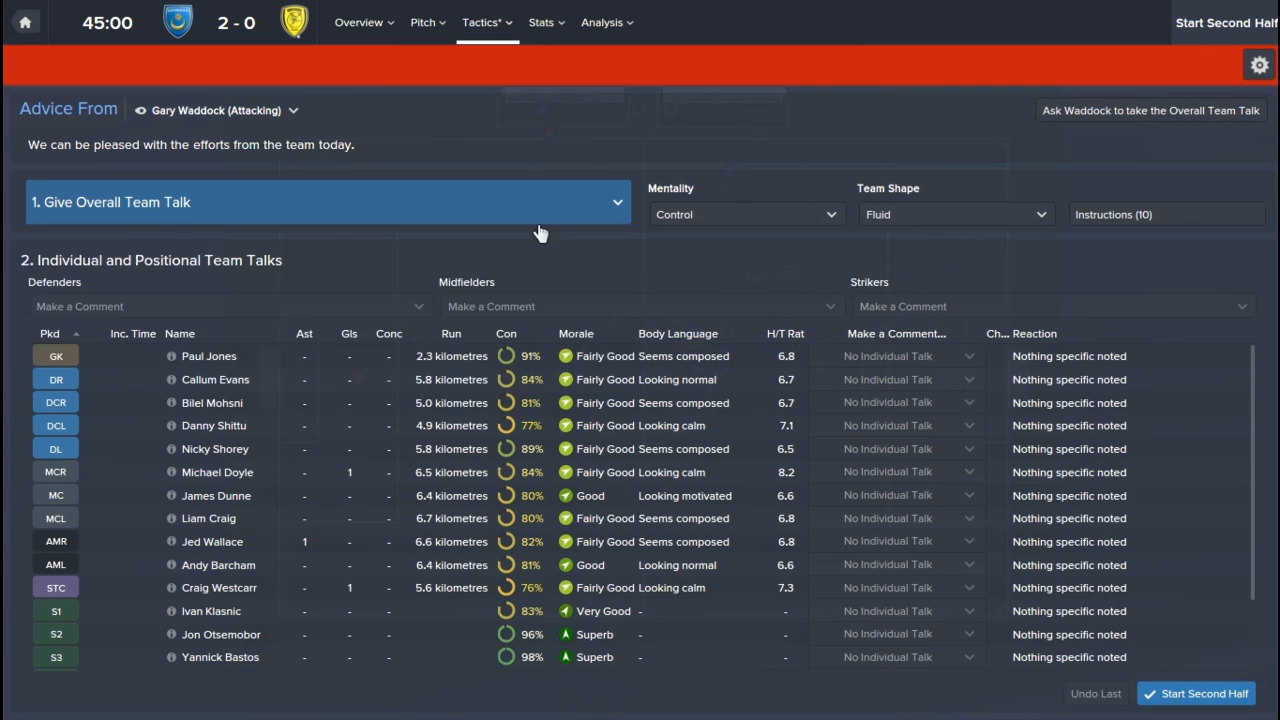 45:00 2 - 0 Overview Pitch Tactics* Stats Analysis Start Second Half
Advice From Gary Waddock (Attacking) Ask Waddock to take the Overall Team Talk
We can be pleased with the efforts from the team today.
Mentality Team Shape
1. Give Overall Team Talk Control Fluid Instructions (10)
2. Individual and Positional Team Talks
Defenders Midfielders Strikers
Make a Comment Make a Comment Make a Comment
Pkd Inc. Time Name Ast Gls Conc Run Con Morale Body Language H/T Rat Make a Comment... Ch... Reaction
GK Paul Jones - - - 2.3 kilometres 91% Fairly Good Seems composed 6.8 No Individual Talk Nothing specific noted
DR Callum Evans - - - 5.8 kilometres 84% Fairly Good Looking normal 6.7 No Individual Talk Nothing specific noted
DCR Bilel Mohsni - - - 5.0 kilometres 81% Fairly Good Seems composed 6.7 No Individual Talk Nothing specific noted
DCL Danny Shittu - - - 4.9 kilometres 77% Fairly Good Looking calm 7.1 No Individual Talk Nothing specific noted
DL Nicky Shorey - - - 5.8 kilometres 89% Fairly Good Seems composed 6.5 No Individual Talk Nothing specific noted
MCR Michael Doyle - 1 - 6.5 kilometres 84% Fairly Good Looking calm 8.2 No Individual Talk Nothing specific noted
MC James Dunne - - - 6.4 kilometres 80% Good Looking motivated 6.6 No Individual Talk Nothing specific noted
MCL Liam Craig - - - 6.7 kilometres 80% Fairly Good Seems composed 6.8 No Individual Talk Nothing specific noted
AMR Jed Wallace 1 - - 6.6 kilometres 82% Fairly Good Seems composed 6.8 No Individual Talk Nothing specific noted
AML Andy Barcham - - - 6.4 kilometres 81% Good Looking normal 6.6 No Individual Talk Nothing specific noted
STC Craig Westcarr - 1 - 5.6 kilometres 76% Fairly Good Looking calm 7.3 No Individual Talk Nothing specific noted
S1 Ivan Klasnic - - - 83% Very Good - - No Individual Talk Nothing specific noted
S2 Jon Otsemobor - - - 96% Superb - - No Individual Talk Nothing specific noted
S3 Yannick Bastos - - - 98% Superb - - No Individual Talk Nothing specific noted
Undo Last Start Second Half